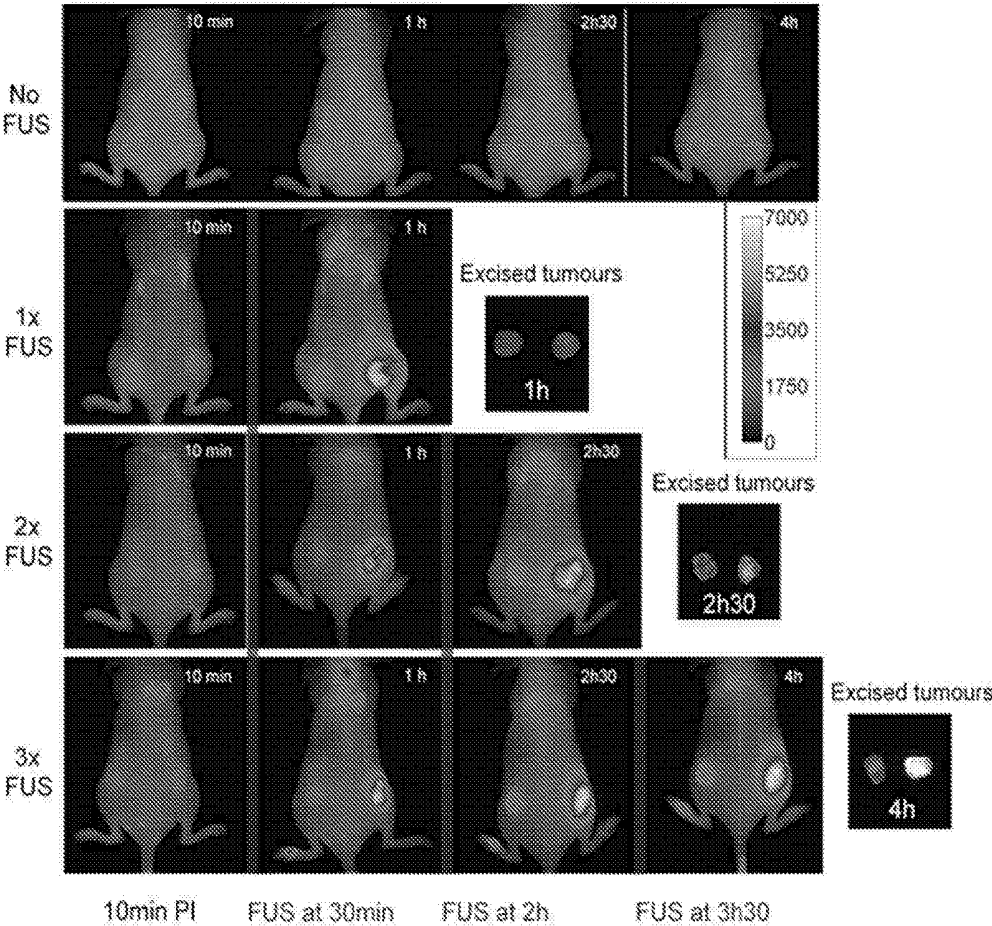 10 min
1 h
2h30
4h
No
FUS
7000
5250
3500
1750
0
10 min
1 h
1x
FUS
Excised tumours
1h
10 min
1 h
2h30
2x
FUS
Excised tumours
2h30
10 min
1 h
2h30
4h
3x
FUS
Excised tumours
4h
10min PI
FUS at 30min
FUS at 2h
FUS at 3h30